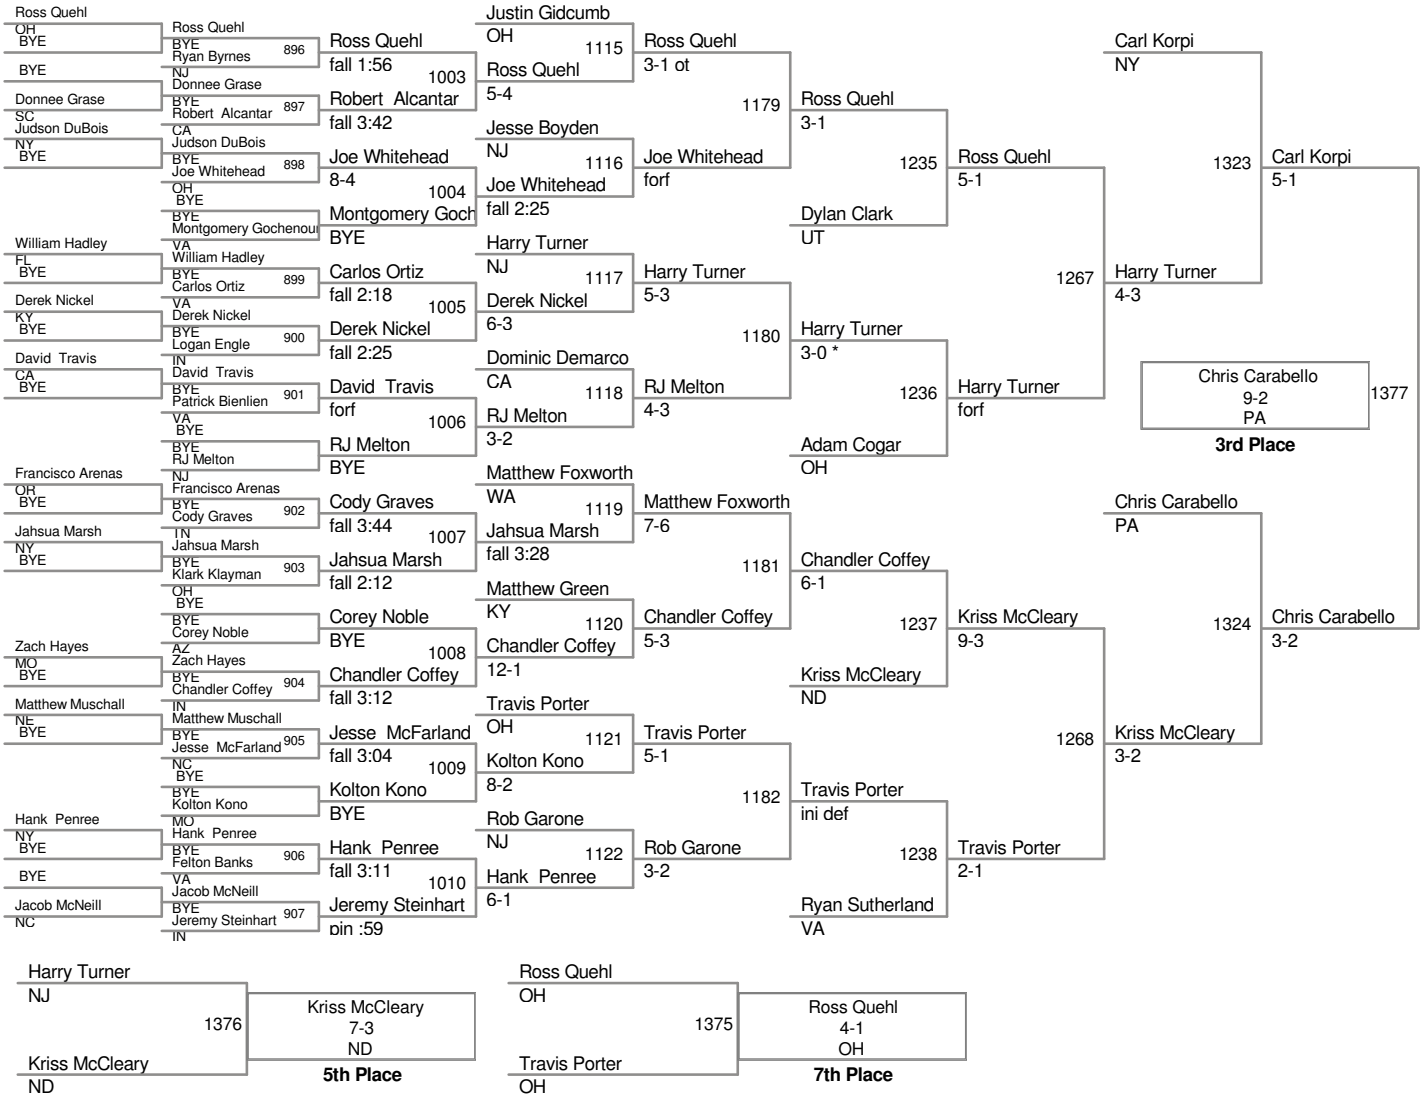 Ross Quehl
OH
BYE
BYE
Donnee Grase
SC
Judson DuBois
NY
BYE
William Hadley
FL
BYE
Derek Nickel
KY
BYE
David Travis
CA
BYE
Francisco Arenas
OR
BYE
Jahsua Marsh
NY
BYE
Zach Hayes
MO
BYE
Matthew Muschall
NE
BYE
Hank Penree
NY
BYE
BYE
Jacob McNeill
NC
Ross Quehl
BYE
Ryan Byrnes
896
NJ
Donnee Grase
BYE
Robert Alcantar
897
CA
Judson DuBois
BYE
Joe Whitehead
898
OH
BYE
BYE
Montgomery Gochenour
VA
William Hadley
BYE
Carlos Ortiz
899
VA
Derek Nickel
BYE
Logan Engle
900
IN
David Travis
BYE
Patrick Bienlien
901
VA
BYE
BYE
RJ Melton
NJ
Francisco Arenas
BYE
Cody Graves
902
TN
Jahsua Marsh
BYE
Klark Klayman
903
OH
BYE
BYE
Corey Noble
AZ
Zach Hayes
BYE
Chandler Coffey
904
IN
Matthew Muschall
BYE
Jesse McFarland
905
NC
BYE
BYE
Kolton Kono
MO
Hank Penree
BYE
Felton Banks
906
VA
Jacob McNeill
BYE
Jeremy Steinhart
907
IN
Ross Quehl
fall 1:56
1003
Robert Alcantar
fall 3:42
Joe Whitehead
8-4
1004
Montgomery Goch
BYE
Carlos Ortiz
fall 2:18
1005
Derek Nickel
fall 2:25
David Travis
forf
1006
RJ Melton
BYE
Cody Graves
fall 3:44
1007
Jahsua Marsh
fall 2:12
Corey Noble
BYE
1008
Chandler Coffey
fall 3:12
Jesse McFarland
fall 3:04
1009
Kolton Kono
BYE
Hank Penree
fall 3:11
1010
Jeremy Steinhart
pin :59
Justin Gidcumb
OH
1115
Ross Quehl
5-4
Jesse Boyden
NJ
1116
Joe Whitehead
fall 2:25
Harry Turner
NJ
1117
Derek Nickel
6-3
Dominic Demarco
CA
1118
RJ Melton
3-2
Matthew Foxworth
WA
1119
Jahsua Marsh
fall 3:28
Matthew Green
KY
1120
Chandler Coffey
12-1
Travis Porter
OH
1121
Kolton Kono
8-2
Rob Garone
NJ
1122
Hank Penree
6-1
Ross Quehl
3-1 ot
1179
Joe Whitehead
forf
Harry Turner
5-3
1180
RJ Melton
4-3
Matthew Foxworth
7-6
1181
Chandler Coffey
5-3
Travis Porter
5-1
1182
Rob Garone
3-2
Ross Quehl
3-1
1235
Dylan Clark
UT
Harry Turner
3-0 *
1236
Adam Cogar
OH
Chandler Coffey
6-1
1237
Kriss McCleary
ND
Travis Porter
ini def
1238
Ryan Sutherland
VA
Ross Quehl
5-1
1267
Harry Turner
forf
Kriss McCleary
9-3
1268
Travis Porter
2-1
Carl Korpi
NY
1323
Harry Turner
4-3
Chris Carabello
PA
1324
Kriss McCleary
3-2
Carl Korpi
5-1
Chris Carabello
3-2
1377
Chris Carabello
9-2
PA
3rd Place
Harry Turner
NJ
1376
Kriss McCleary
ND
Kriss McCleary
7-3
ND
5th Place
Ross Quehl
OH
1375
Travis Porter
OH
Ross Quehl
4-1
OH
7th Place